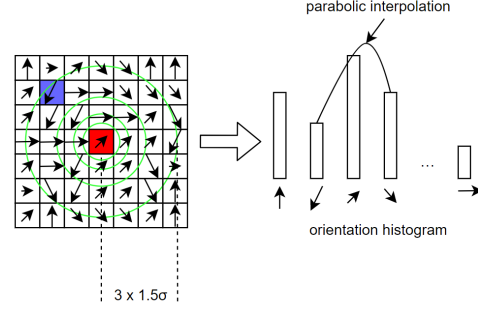 parabolic interpolation
...
orientation histogram
3 x 1.5σ